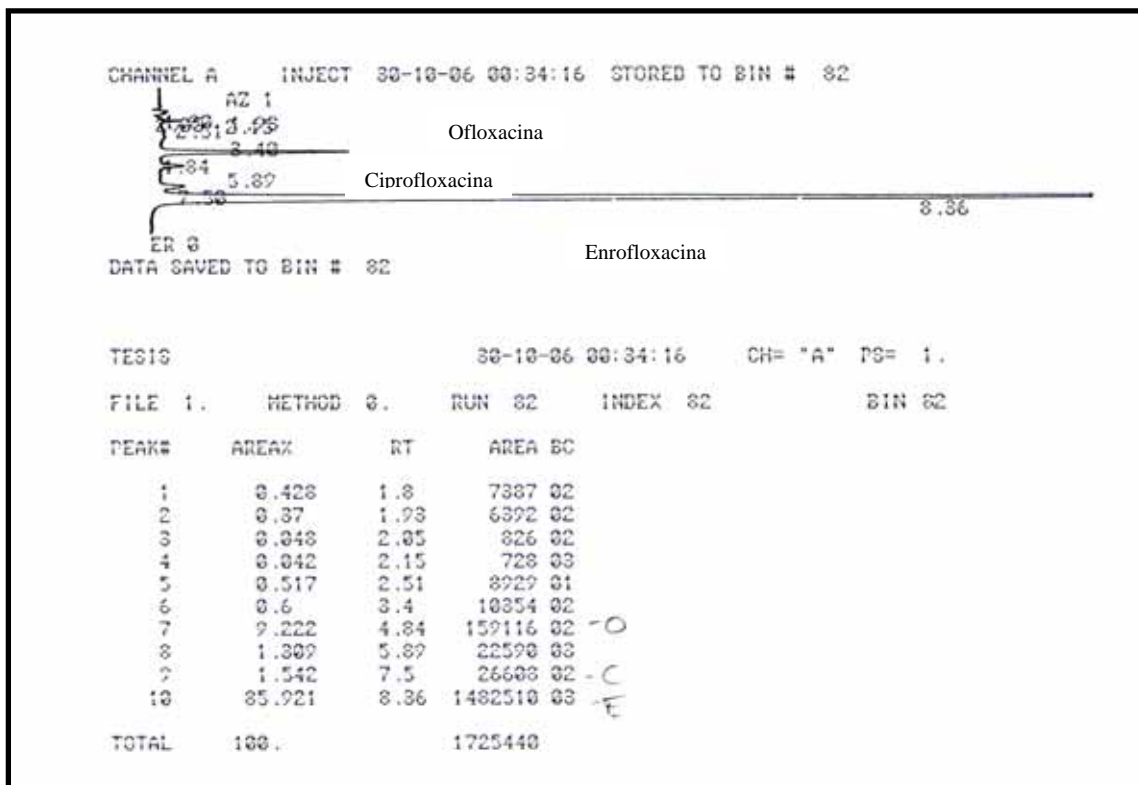 CHANNEL A INJECT 30-10-06 00:34:16 STORED TO BIN # 82
AZ 1
2.51
Ofloxacina
3.40
4.84
5.89
Ciprofloxacina
7.50
8.36
ER 0
Enrofloxacina
DATA SAVED TO BIN # 82
TESIS 30-10-06 00:34:16 CH= "A" PS= 1.
FILE 1. METHOD 0. RUN 82 INDEX 82 BIN 82
PEAK# AREA% RT AREA BC
1 0.428 1.8 7387 02
2 0.37 1.93 6392 02
3 0.048 2.05 826 02
4 0.042 2.15 728 03
5 0.517 2.51 8929 01
6 0.6 3.4 10354 02
7 9.222 4.84 159116 02 - O
8 1.309 5.89 22590 03
9 1.542 7.5 26608 02 - C
10 85.921 8.36 1482510 03 - E
TOTAL 100. 1725440